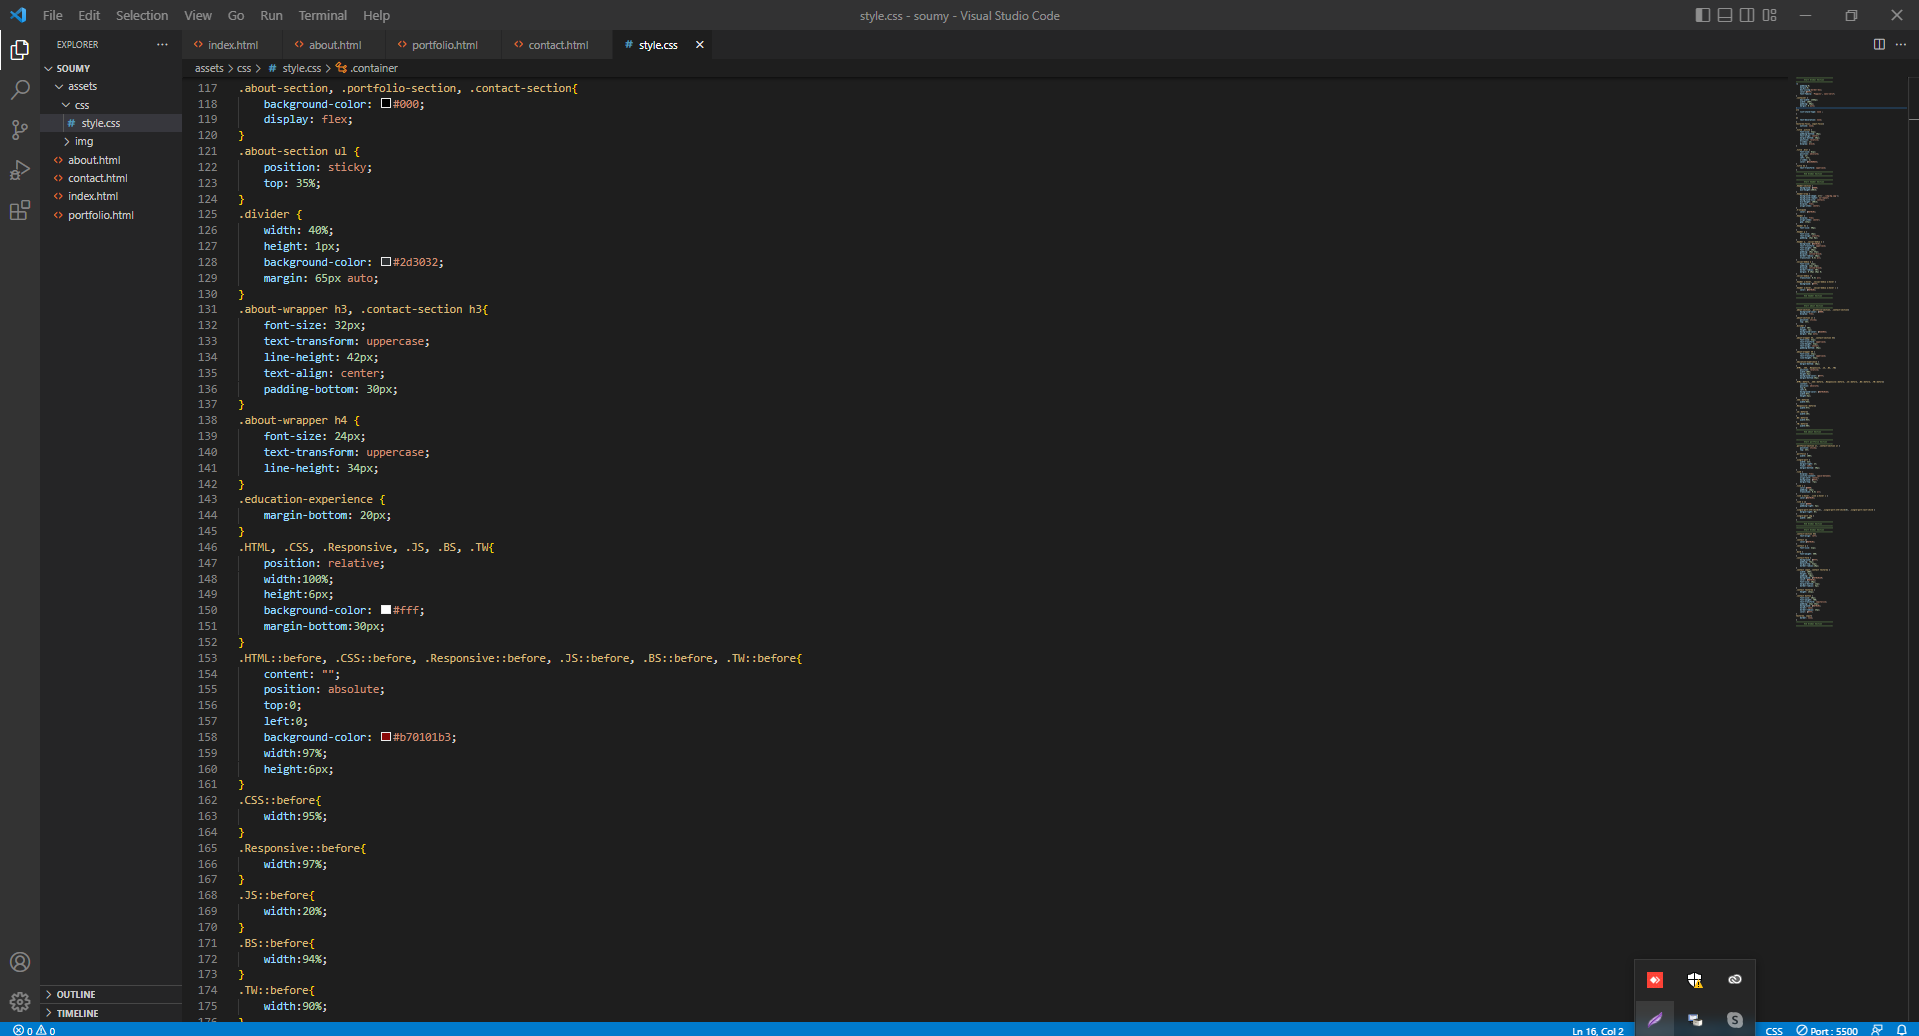 File Edit Selection View Go Run Terminal Help
style.css - soumy - Visual Studio Code
EXPLORER
index.html
about.html
portfolio.html
contact.html
# style.css
assets > css > # style.css > .container
SOUMY
assets
css
# style.css
img
about.html
contact.html
index.html
portfolio.html
117 .about-section, .portfolio-section, .contact-section{
118 background-color: #000;
119 display: flex;
120 }
121 .about-section ul {
122 position: sticky;
123 top: 35%;
124 }
125 .divider {
126 width: 40%;
127 height: 1px;
128 background-color: #2d3032;
129 margin: 65px auto;
130 }
131 .about-wrapper h3, .contact-section h3{
132 font-size: 32px;
133 text-transform: uppercase;
134 line-height: 42px;
135 text-align: center;
136 padding-bottom: 30px;
137 }
138 .about-wrapper h4 {
139 font-size: 24px;
140 text-transform: uppercase;
141 line-height: 34px;
142 }
143 .education-experience {
144 margin-bottom: 20px;
145 }
146 .HTML, .CSS, .Responsive, .JS, .BS, .TW{
147 position: relative;
148 width:100%;
149 height:6px;
150 background-color: #fff;
151 margin-bottom:30px;
152 }
153 .HTML::before, .CSS::before, .Responsive::before, .JS::before, .BS::before, .TW::before{
154 content: "";
155 position: absolute;
156 top:0;
157 left:0;
158 background-color: #b70101b3;
159 width:97%;
160 height:6px;
161 }
162 .CSS::before{
163 width:95%;
164 }
165 .Responsive::before{
166 width:97%;
167 }
168 .JS::before{
169 width:20%;
170 }
171 .BS::before{
172 width:94%;
173 }
174 .TW::before{
175 width:90%;
176 }
OUTLINE
TIMELINE
0 0
Ln 16, Col 2
CSS
Port : 5500